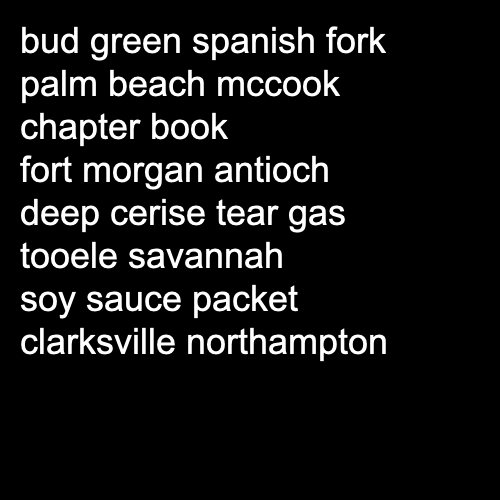 bud green spanish fork
palm beach mccook
chapter book
fort morgan antioch
deep cerise tear gas
tooele savannah
soy sauce packet
clarksville northampton